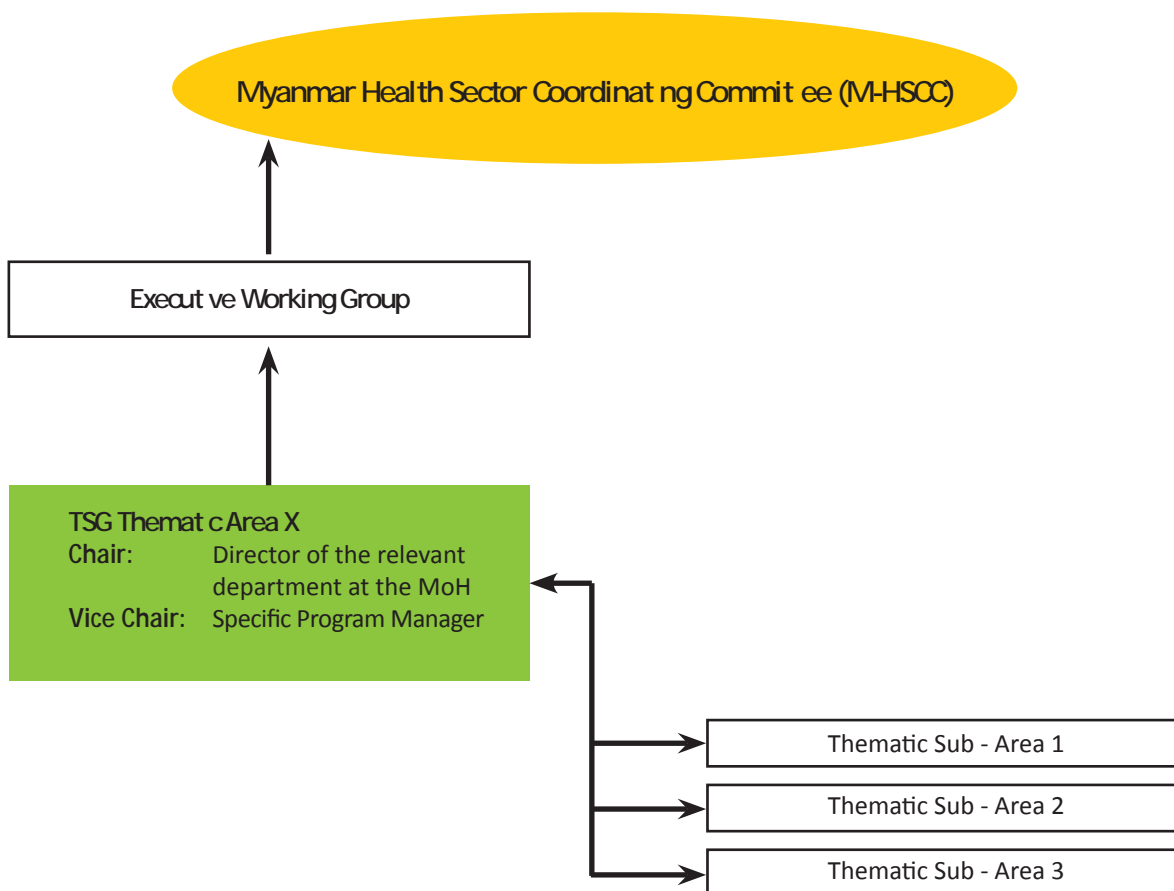 Myanmar Health Sector Coordinat ng Commit ee (M-HSCC)
Execut ve Working Group
TSG Themat c Area X
Chair: Director of the relevant
department at the MoH
Vice Chair: Specific Program Manager
Thematic Sub - Area 1
Thematic Sub - Area 2
Thematic Sub - Area 3